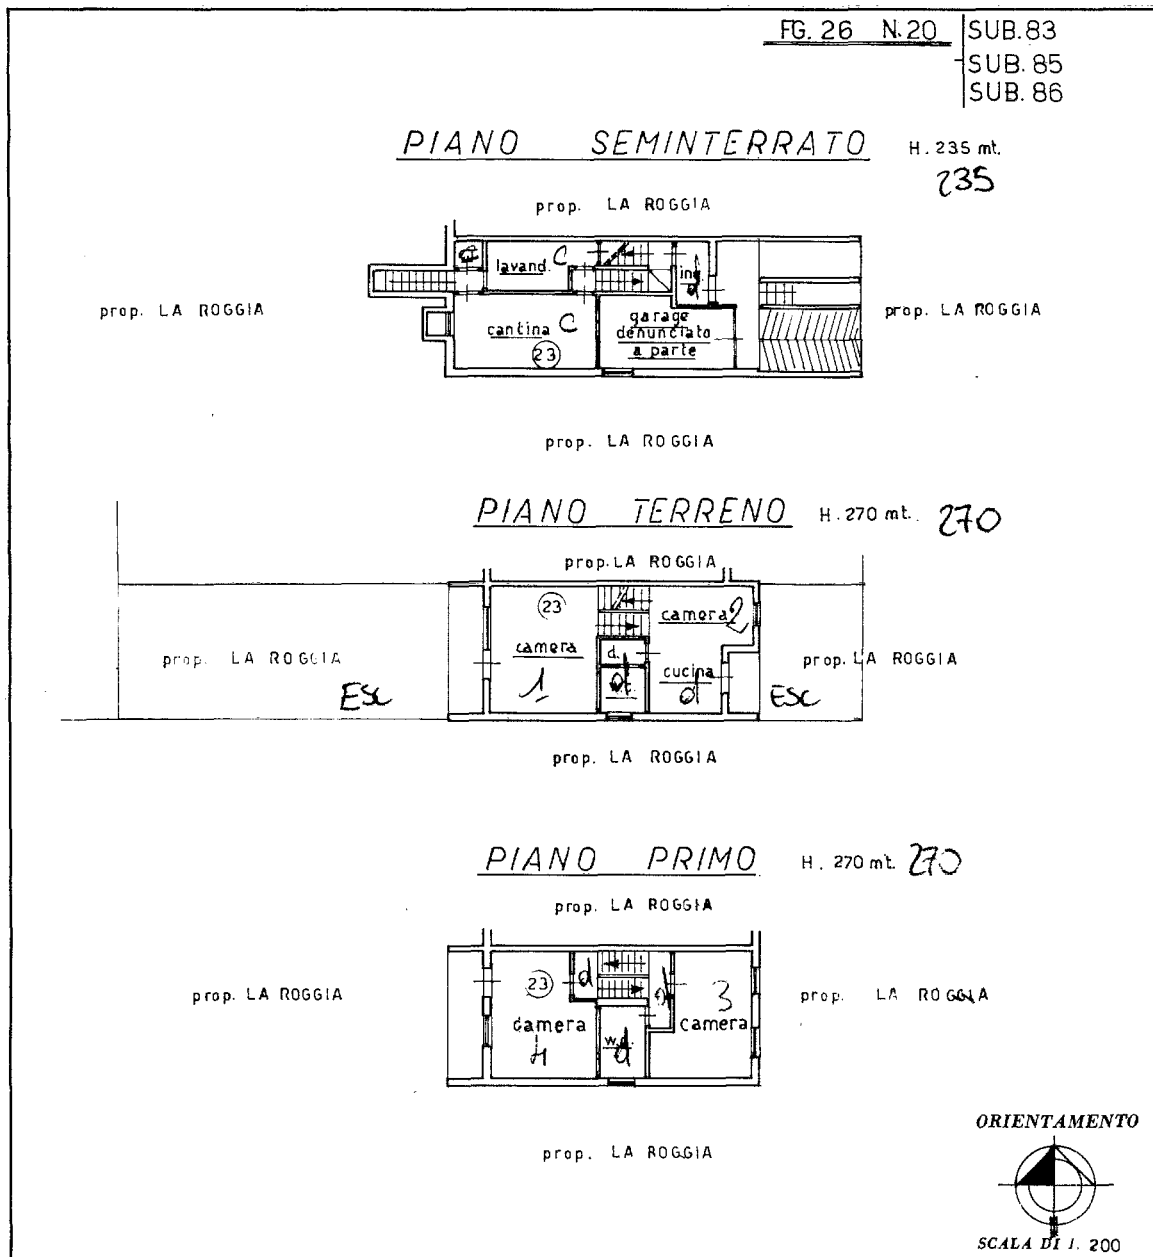 FG. 26 N.20 SUB.83
SUB. 85
SUB. 86
PIANO SEMINTERRATO H. 235 mt.
235
prop. LA ROGGIA
lavand. C
ing.
prop. LA ROGGIA
cantina C
23
garage
denunciato
a parte
prop. LA ROGGIA
prop. LA ROGGIA
PIANO TERRENO H. 270 mt. 270
prop. LA ROGGIA
23
camera
1
camera 2
d.
cucina
d
prop. LA ROGGIA
ESC
prop. LA ROGGIA
ESC
prop. LA ROGGIA
PIANO PRIMO H. 270 mt. 270
prop. LA ROGGIA
prop. LA ROGGIA
23
d
camera
4
d
3
camera
prop. LA ROGGIA
prop. LA ROGGIA
ORIENTAMENTO
SCALA DI 1. 200